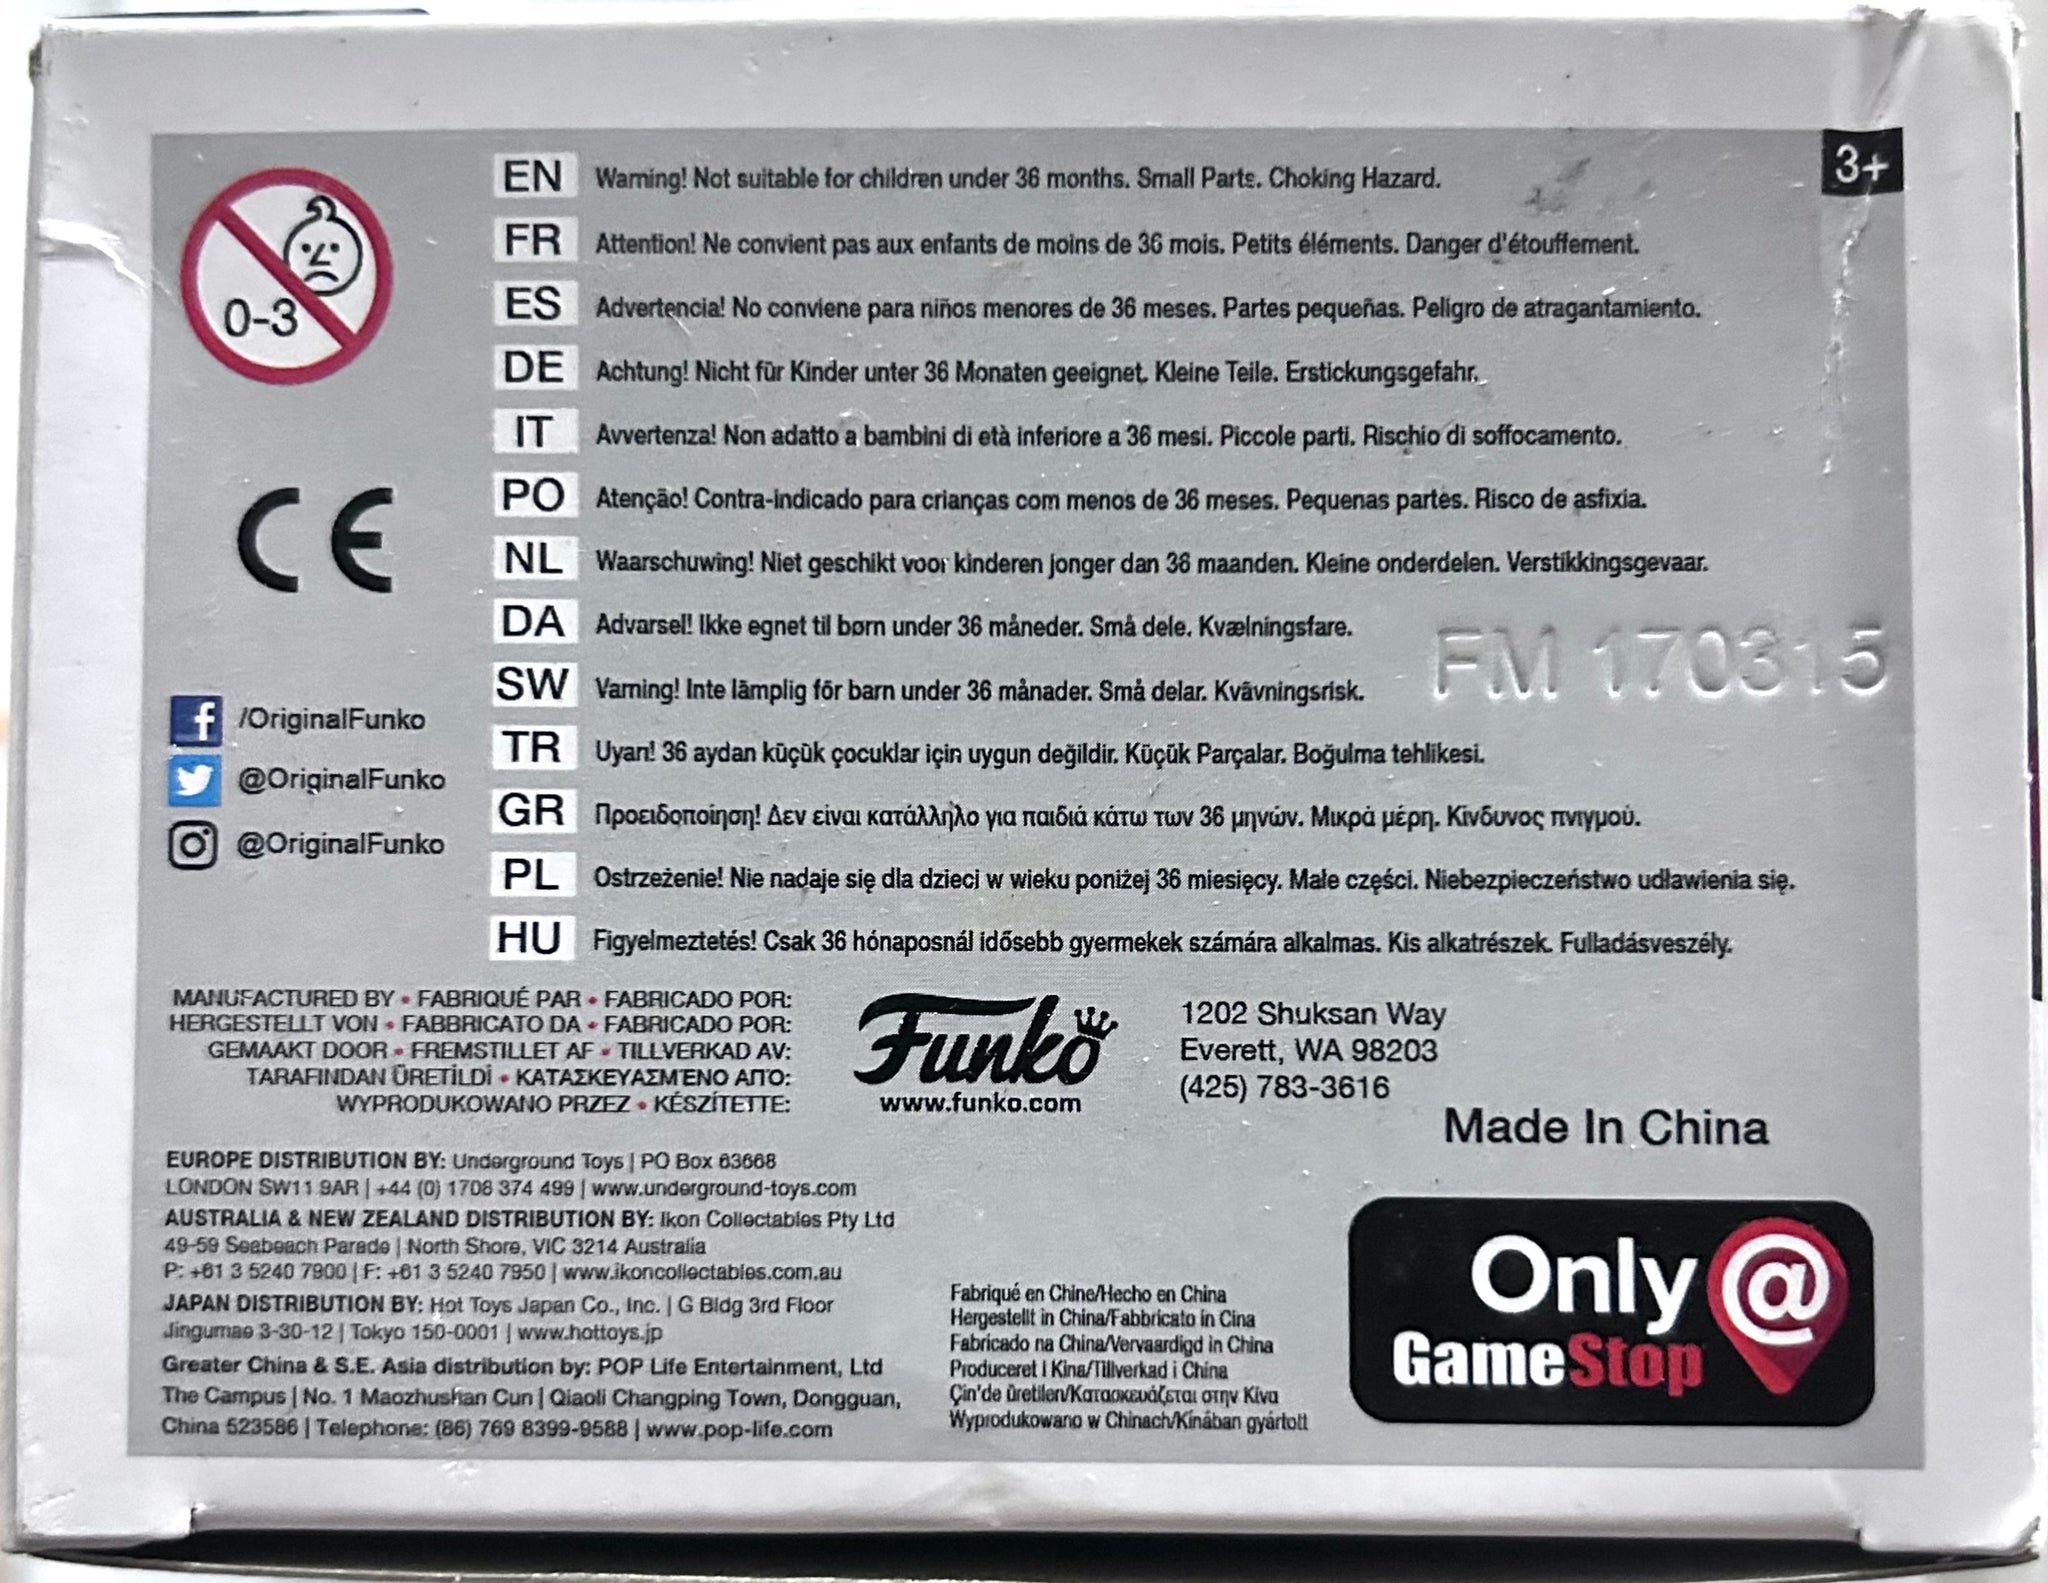 3+
0-3
EN Warning! Not suitable for children under 36 months. Small Parts. Choking Hazard.
FR Attention! Ne convient pas aux enfants de moins de 36 mois. Petits éléments. Danger d'étouffement.
ES Advertencia! No conviene para niños menores de 36 meses. Partes pequeñas. Peligro de atragantamiento.
DE Achtung! Nicht für Kinder unter 36 Monaten geeignet. Kleine Teile. Erstickungsgefahr.
IT Avvertenza! Non adatto a bambini di età inferiore a 36 mesi. Piccole parti. Rischio di soffocamento.
PO Atenção! Contra-indicado para crianças com menos de 36 meses. Pequenas partes. Risco de asfixia.
NL Waarschuwing! Niet geschikt voor kinderen jonger dan 36 maanden. Kleine onderdelen. Verstikkingsgevaar.
DA Advarsel! Ikke egnet til børn under 36 måneder. Små dele. Kvælningsfare.
SW Varning! Inte lämplig för barn under 36 månader. Små delar. Kvävningsrisk.
TR Uyarı! 36 aydan küçük çocuklar için uygun değildir. Küçük Parçalar. Boğulma tehlikesi.
GR Προειδοποίηση! Δεν είναι κατάλληλο για παιδιά κάτω των 36 μηνών. Μικρά μέρη. Κίνδυνος πνιγμού.
PL Ostrzeżenie! Nie nadaje się dla dzieci w wieku poniżej 36 miesięcy. Małe części. Niebezpieczeństwo udławienia się.
HU Figyelmeztetés! Csak 36 hónaposnál idősebb gyermekek számára alkalmas. Kis alkatrészek. Fulladásveszély.
CE
FM 170315
/OriginalFunko
@OriginalFunko
@OriginalFunko
MANUFACTURED BY • FABRIQUÉ PAR • FABRICADO POR:
HERGESTELLT VON • FABBRICATO DA • FABRICADO POR:
GEMAAKT DOOR • FREMSTILLET AF • TILLVERKAD AV:
TARAFINDAN ÜRETİLDİ • ΚΑΤΑΣΚΕΥΑΣΜΈΝΟ ΑΠΌ:
WYPRODUKOWANO PRZEZ • KÉSZÍTETTE:
Funko
www.funko.com
1202 Shuksan Way
Everett, WA 98203
(425) 783-3616
Made In China
EUROPE DISTRIBUTION BY: Underground Toys | PO Box 63668
LONDON SW11 9AR | +44 (0) 1708 374 499 | www.underground-toys.com
AUSTRALIA & NEW ZEALAND DISTRIBUTION BY: Ikon Collectables Pty Ltd
49-59 Seabeach Parade | North Shore, VIC 3214 Australia
P: +61 3 5240 7900 | F: +61 3 5240 7950 | www.ikoncollectables.com.au
JAPAN DISTRIBUTION BY: Hot Toys Japan Co., Inc. | G Bldg 3rd Floor
Jingumae 3-30-12 | Tokyo 150-0001 | www.hottoys.jp
Greater China & S.E. Asia distribution by: POP Life Entertainment, Ltd
The Campus | No. 1 Maozhushan Cun | Qiaoli Changping Town, Dongguan,
China 523586 | Telephone: (86) 769 8399-9588 | www.pop-life.com
Fabriqué en Chine/Hecho en China
Hergestellt in China/Fabbricato in Cina
Fabricado na China/Vervaardigd in China
Produceret i Kina/Tillverkad i China
Çin'de üretilen/Κατασκευάζεται στην Κίνα
Wyprodukowano w Chinach/Kínában gyártott
Only @
GameStop